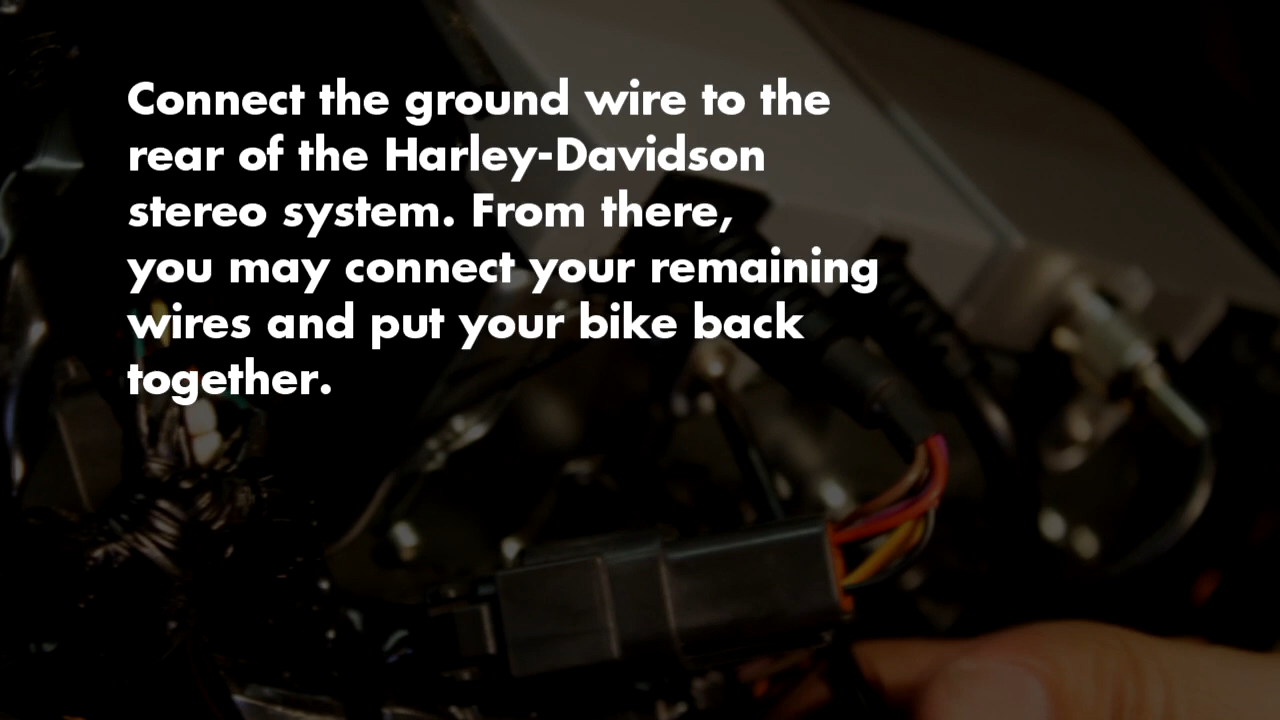 Connect the ground wire to the
rear of the Harley-Davidson
stereo system. From there,
you may connect your remaining
wires and put your bike back
together.